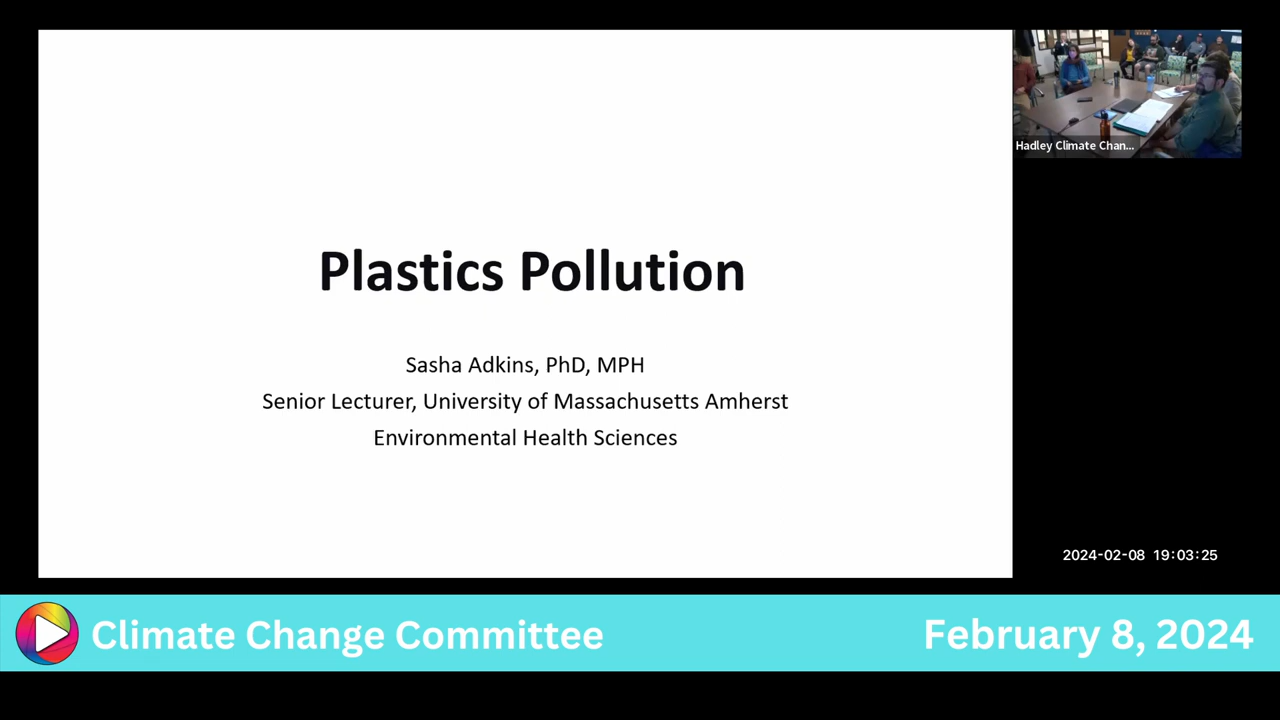 Plastics Pollution
Sasha Adkins, PhD, MPH
Senior Lecturer, University of Massachusetts Amherst
Environmental Health Sciences
Hadley Climate Chan...
2024-02-08 19:03:25
Climate Change Committee
February 8, 2024